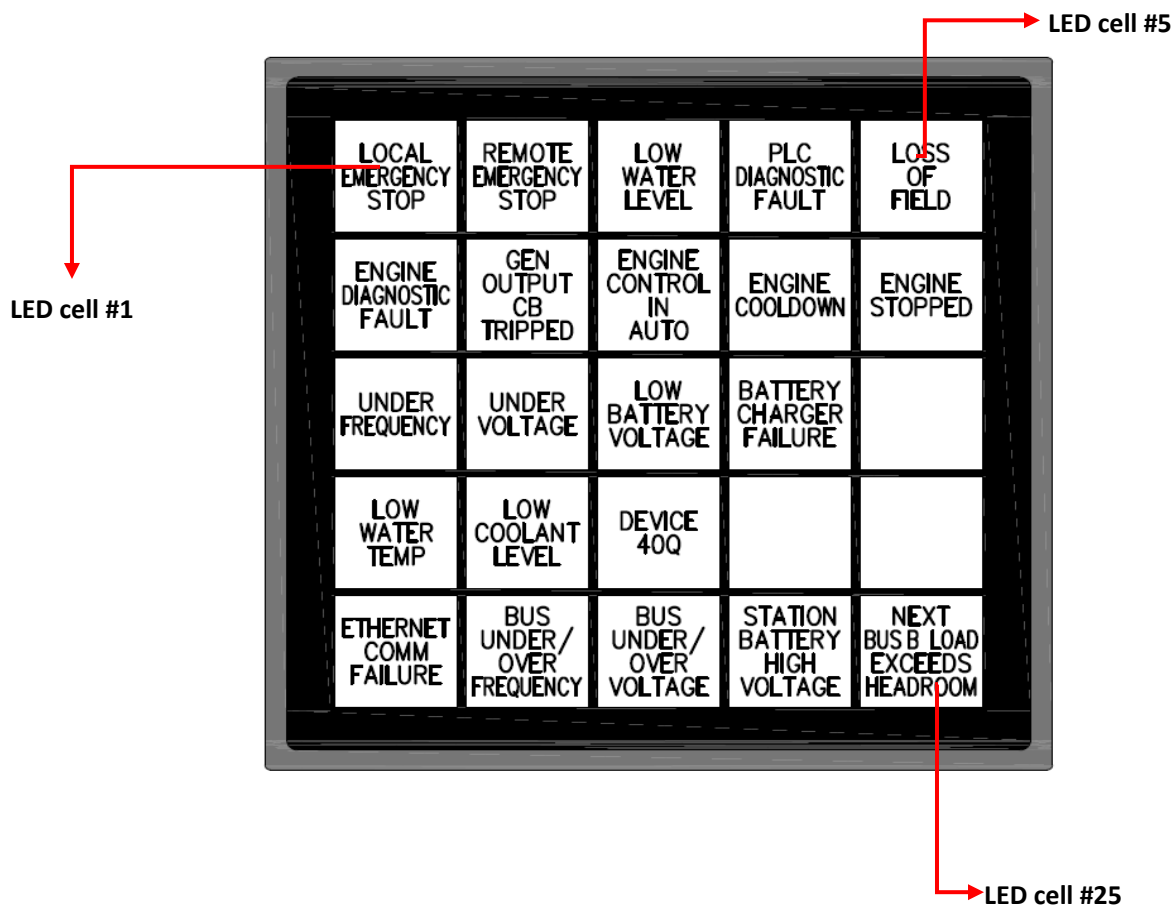 LED cell #5
LOCAL
EMERGENCY
STOP
REMOTE
EMERGENCY
STOP
LOW
WATER
LEVEL
PLC
DIAGNOSTIC
FAULT
LOSS
OF
FIELD
LED cell #1
ENGINE
DIAGNOSTIC
FAULT
GEN
OUTPUT
CB
TRIPPED
ENGINE
CONTROL
IN
AUTO
ENGINE
COOLDOWN
ENGINE
STOPPED
UNDER
FREQUENCY
UNDER
VOLTAGE
LOW
BATTERY
VOLTAGE
BATTERY
CHARGER
FAILURE
LOW
WATER
TEMP
LOW
COOLANT
LEVEL
DEVICE
40Q
ETHERNET
COMM
FAILURE
BUS
UNDER/
OVER
FREQUENCY
BUS
UNDER/
OVER
VOLTAGE
STATION
BATTERY
HIGH
VOLTAGE
NEXT
BUS B LOAD
EXCEEDS
HEADROOM
LED cell #25